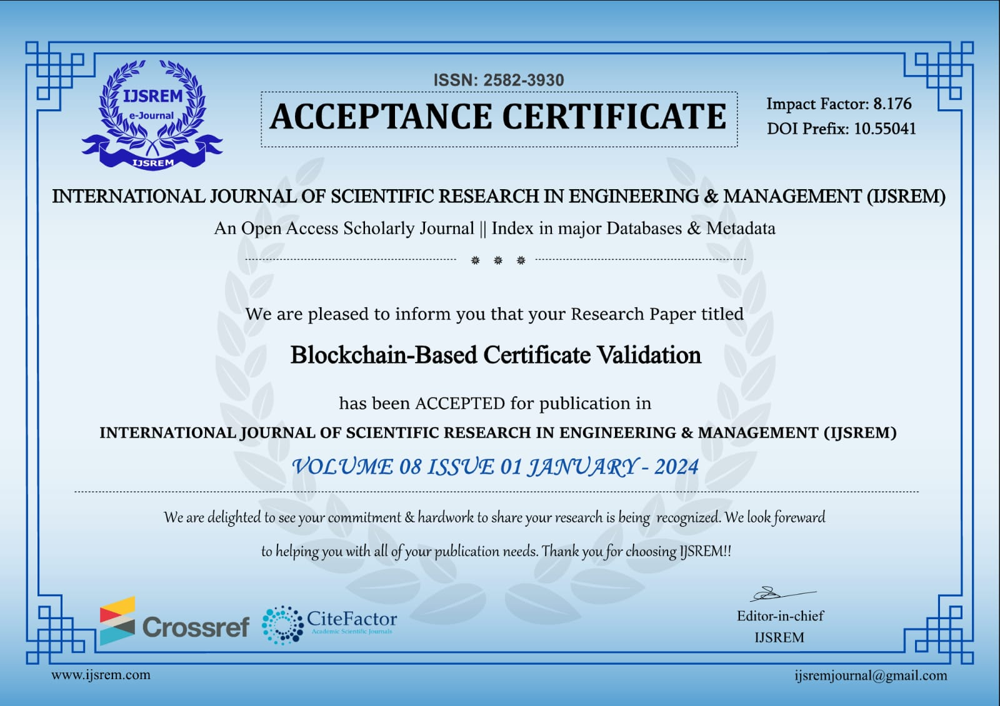 ISSN: 2582-3930
IJSREM
e-Journal
IJSREM
ACCEPTANCE CERTIFICATE
Impact Factor: 8.176
DOI Prefix: 10.55041
INTERNATIONAL JOURNAL OF SCIENTIFIC RESEARCH IN ENGINEERING & MANAGEMENT (IJSREM)
An Open Access Scholarly Journal || Index in major Databases & Metadata
We are pleased to inform you that your Research Paper titled
Blockchain-Based Certificate Validation
has been ACCEPTED for publication in
INTERNATIONAL JOURNAL OF SCIENTIFIC RESEARCH IN ENGINEERING & MANAGEMENT (IJSREM)
VOLUME 08 ISSUE 01 JANUARY - 2024
We are delighted to see your commitment & hardwork to share your research is being recognized. We look foreward
to helping you with all of your publication needs. Thank you for choosing IJSREM!!
Crossref
CiteFactor
Academic Scientific Journals
Editor-in-chief
IJSREM
www.ijsrem.com
ijsremjournal@gmail.com